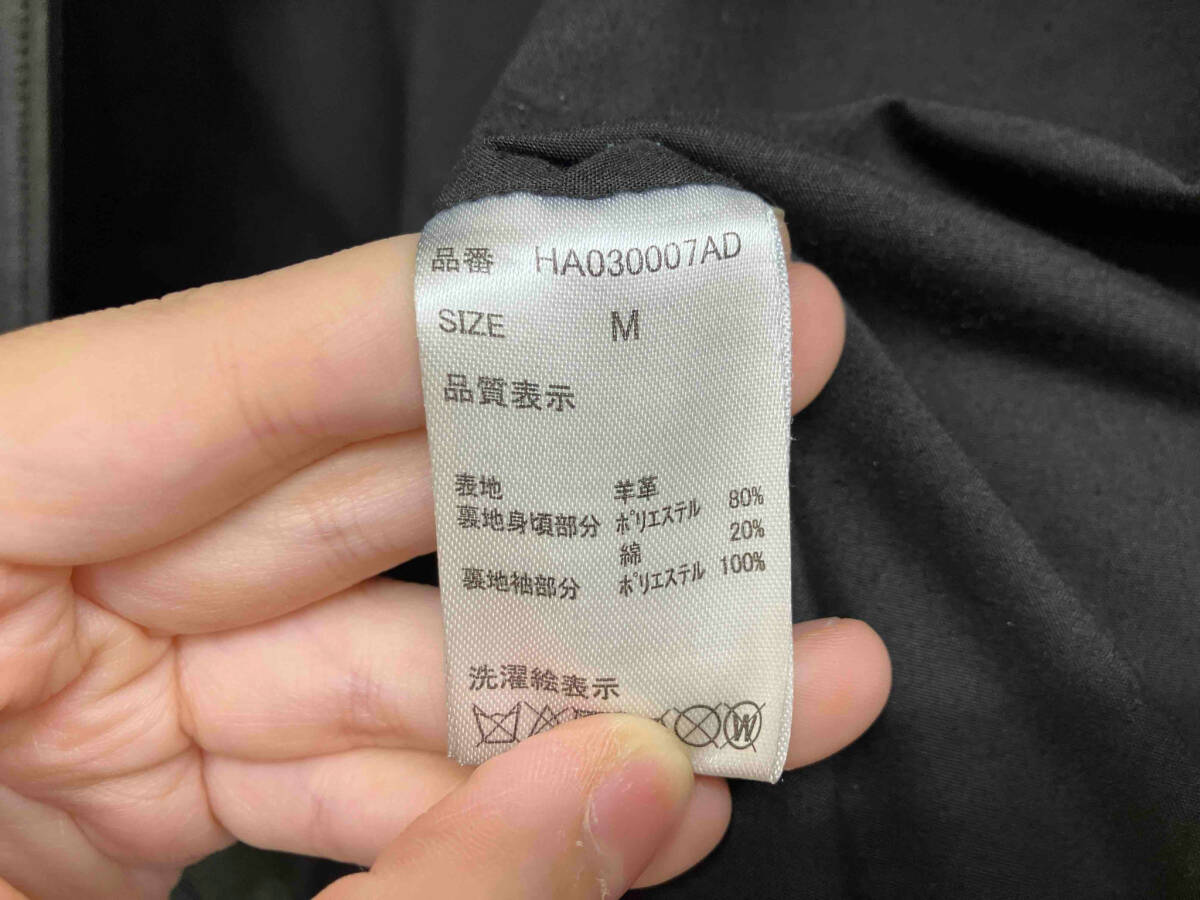 品番 HA030007AD
SIZE M
品質表示
表地 羊革
裏地身頃部分 ポリエステル 80%
綿 20%
裏地袖部分 ポリエステル 100%
洗濯絵表示
W